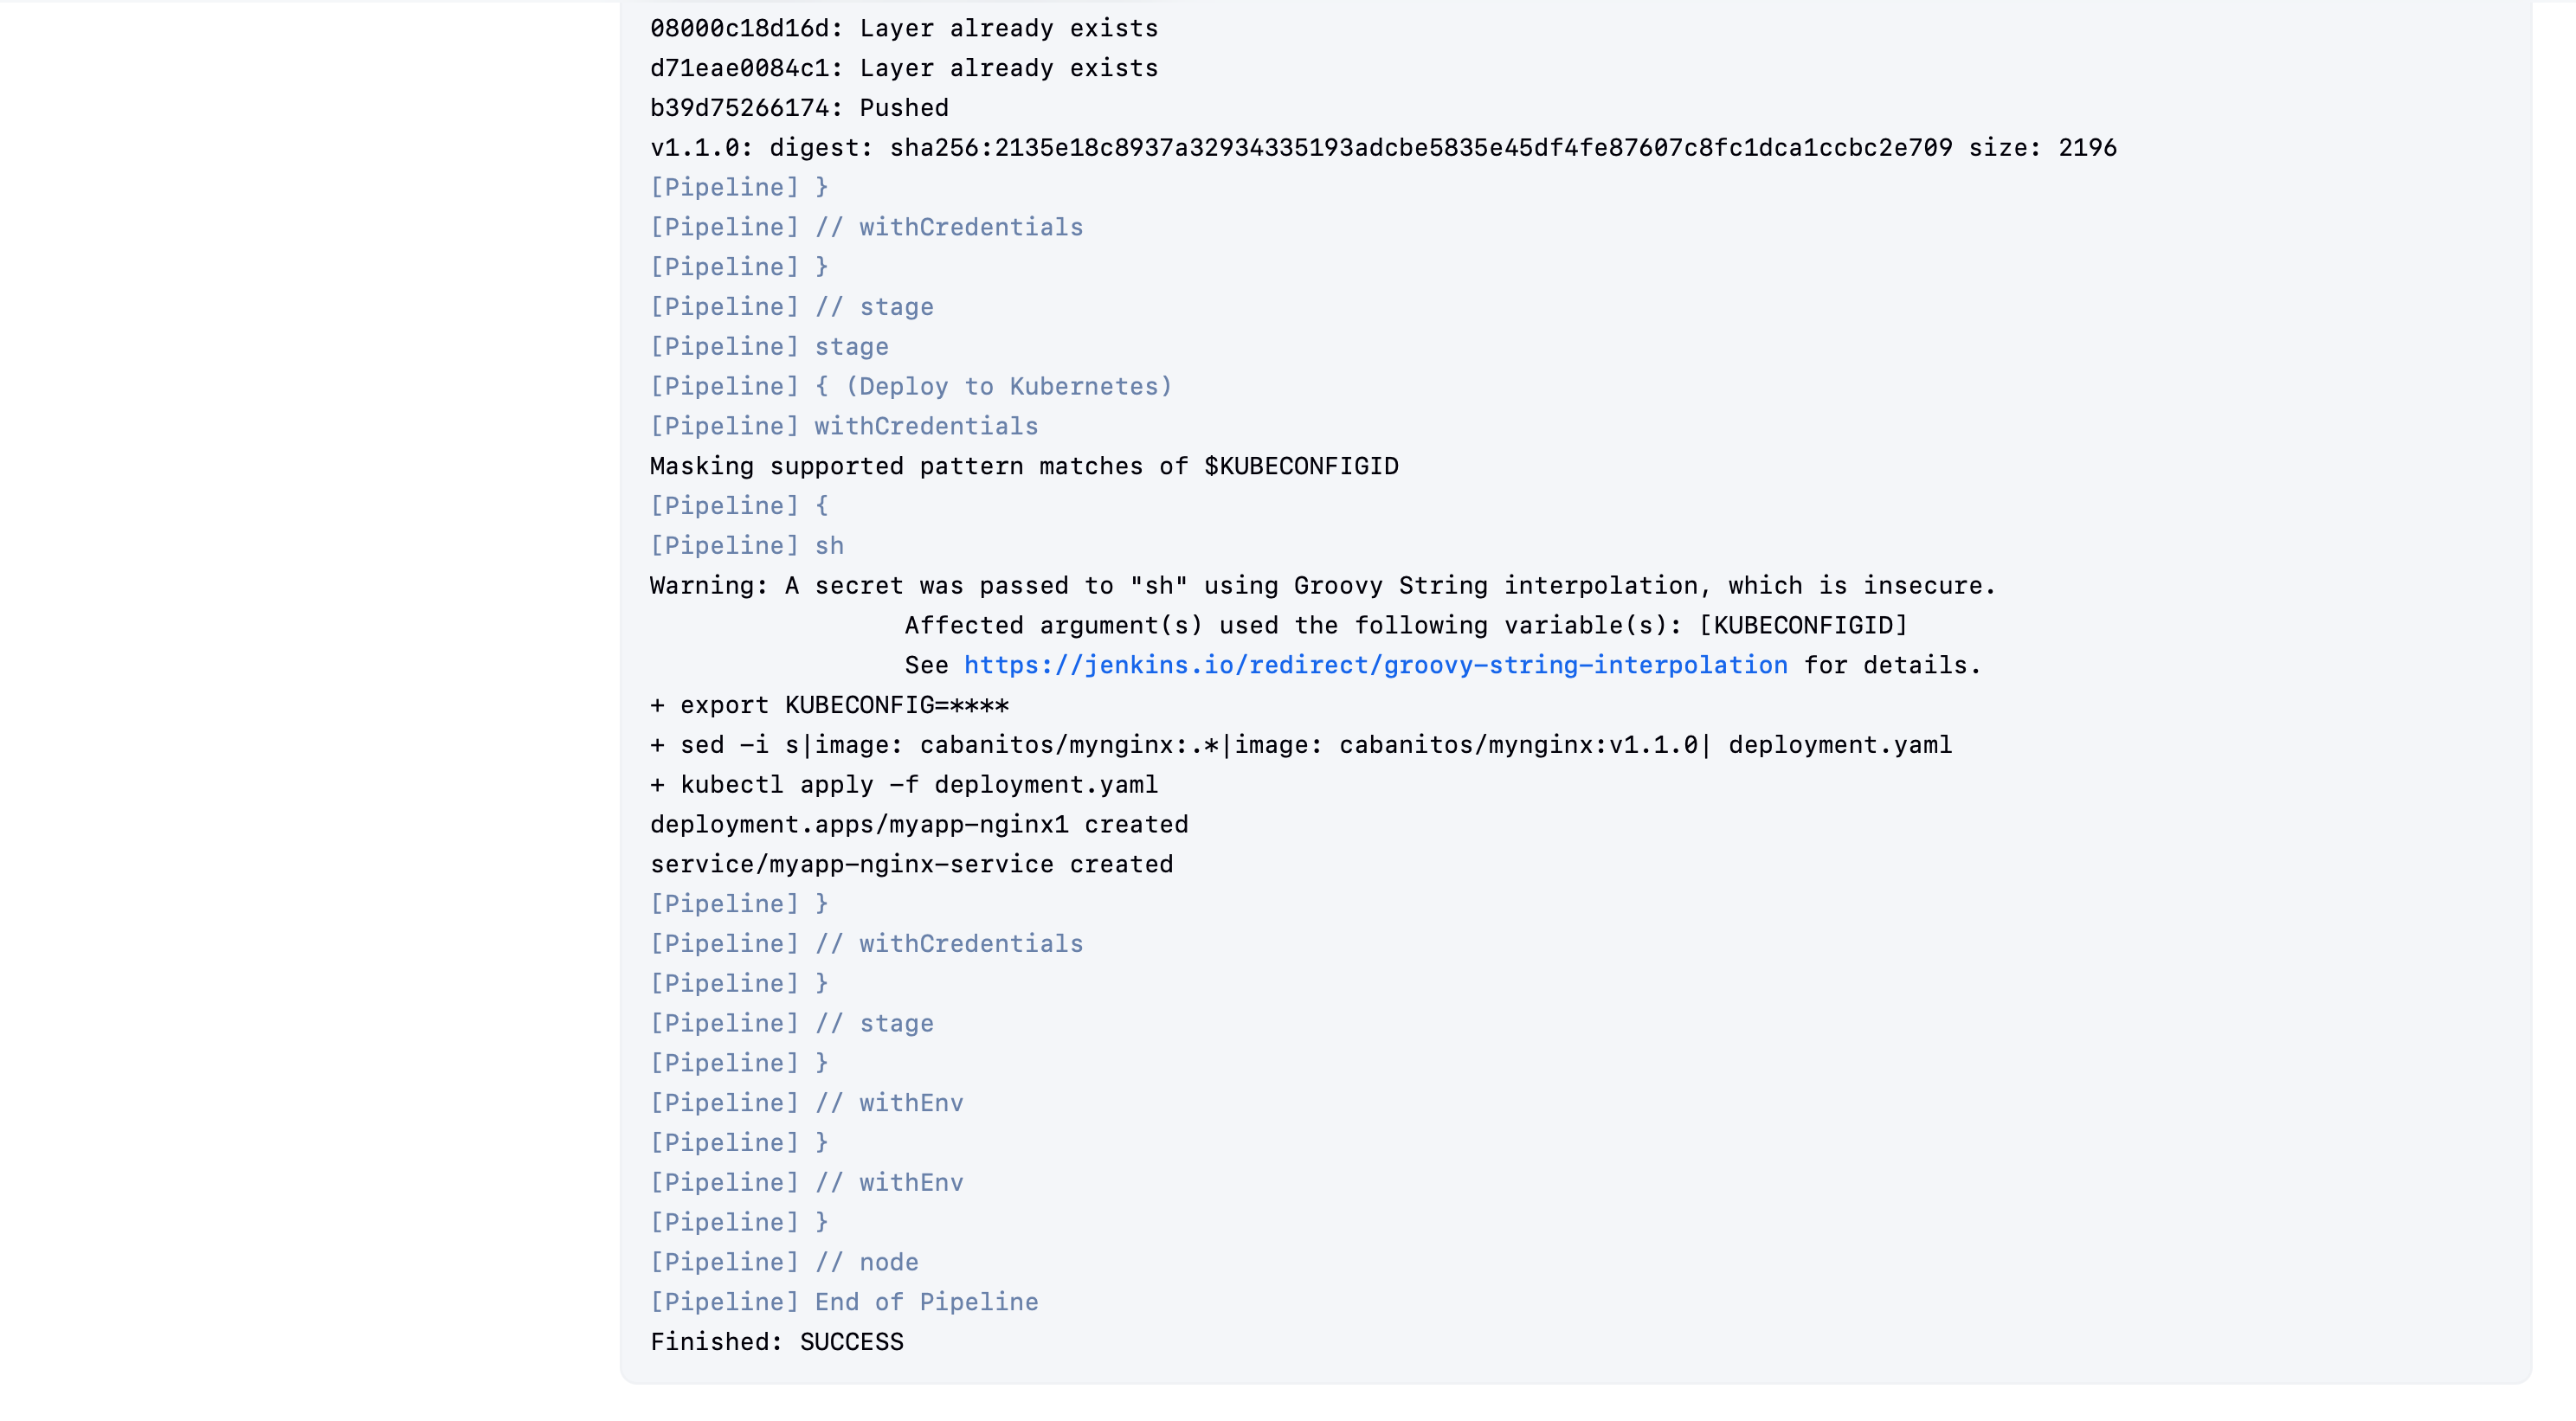 08000c18d16d: Layer already exists
d71eae0084c1: Layer already exists
b39d75266174: Pushed
v1.1.0: digest: sha256:2135e18c8937a32934335193adcbe5835e45df4fe87607c8fc1dca1ccbc2e709 size: 2196
[Pipeline] }
[Pipeline] // withCredentials
[Pipeline] }
[Pipeline] // stage
[Pipeline] stage
[Pipeline] { (Deploy to Kubernetes)
[Pipeline] withCredentials
Masking supported pattern matches of $KUBECONFIGID
[Pipeline] {
[Pipeline] sh
Warning: A secret was passed to "sh" using Groovy String interpolation, which is insecure.
Affected argument(s) used the following variable(s): [KUBECONFIGID]
See https://jenkins.io/redirect/groovy-string-interpolation for details.
+ export KUBECONFIG=****
+ sed -i s|image: cabanitos/mynginx:.*|image: cabanitos/mynginx:v1.1.0| deployment.yaml
+ kubectl apply -f deployment.yaml
deployment.apps/myapp-nginx1 created
service/myapp-nginx-service created
[Pipeline] }
[Pipeline] // withCredentials
[Pipeline] }
[Pipeline] // stage
[Pipeline] }
[Pipeline] // withEnv
[Pipeline] }
[Pipeline] // withEnv
[Pipeline] }
[Pipeline] // node
[Pipeline] End of Pipeline
Finished: SUCCESS